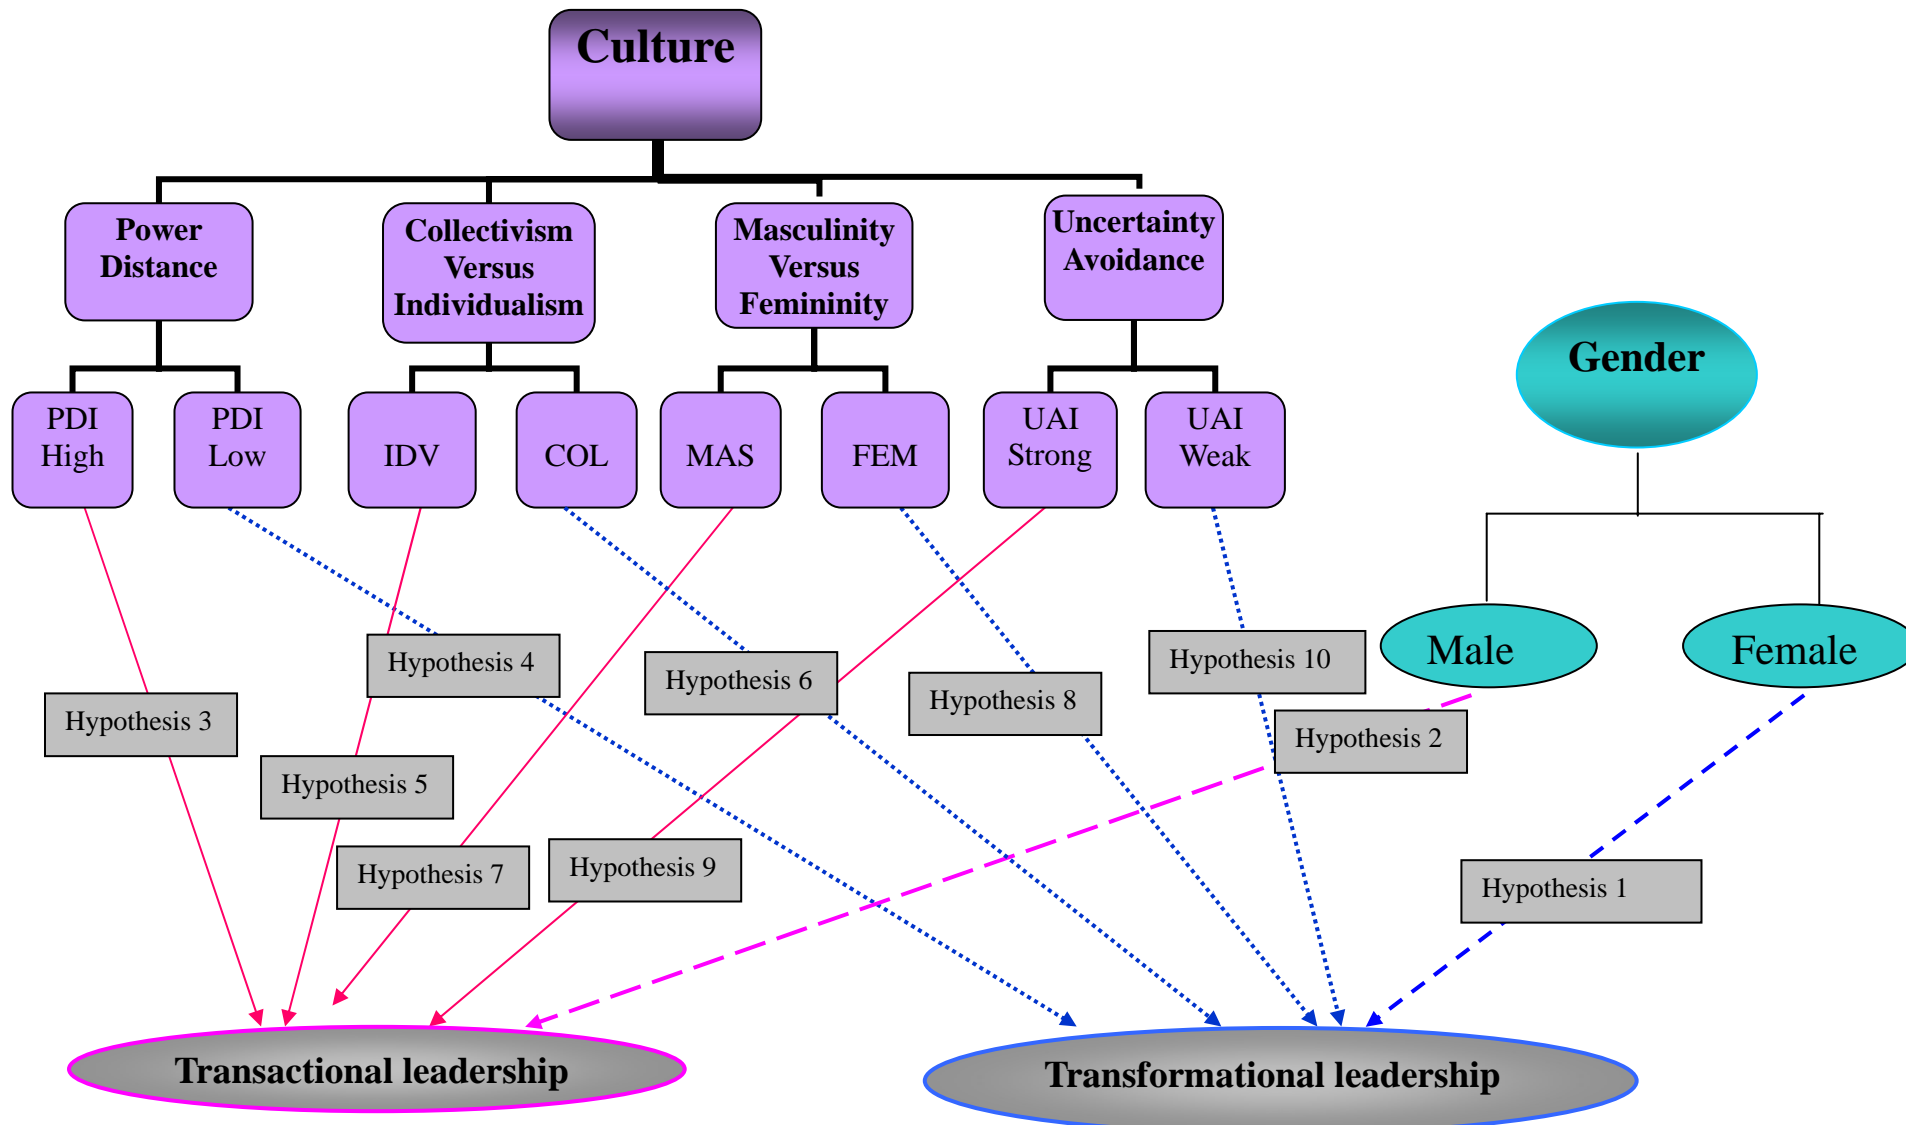 Culture
Power
Distance
Collectivism
Versus
Individualism
Masculinity
Versus
Femininity
Uncertainty
Avoidance
Gender
PDI
High
PDI
Low
IDV
COL
MAS
FEM
UAI
Strong
UAI
Weak
Male
Female
Hypothesis 4
Hypothesis 6
Hypothesis 8
Hypothesis 10
Hypothesis 3
Hypothesis 2
Hypothesis 5
Hypothesis 7
Hypothesis 9
Hypothesis 1
Transactional leadership
Transformational leadership